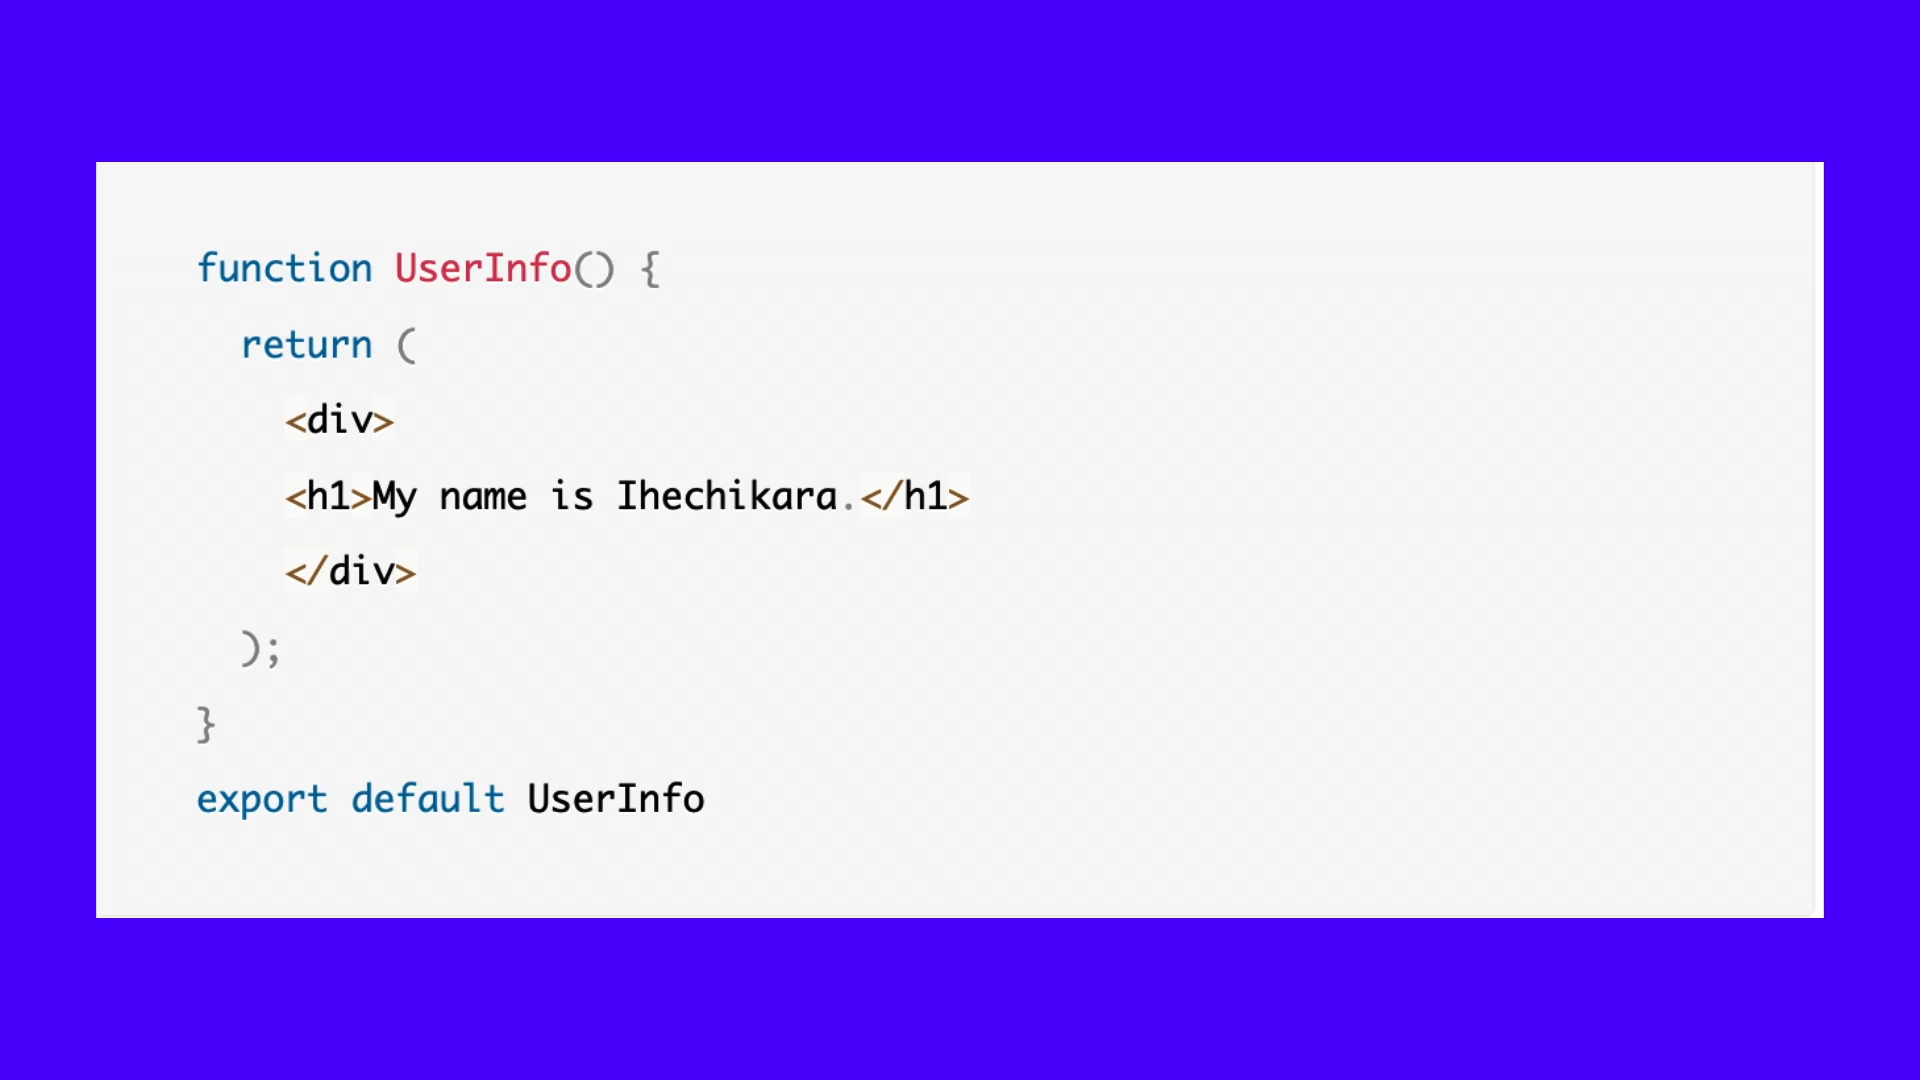 function UserInfo() {
return (
<div>
<h1>My name is Ihechikara.</h1>
</div>
);
}
export default UserInfo